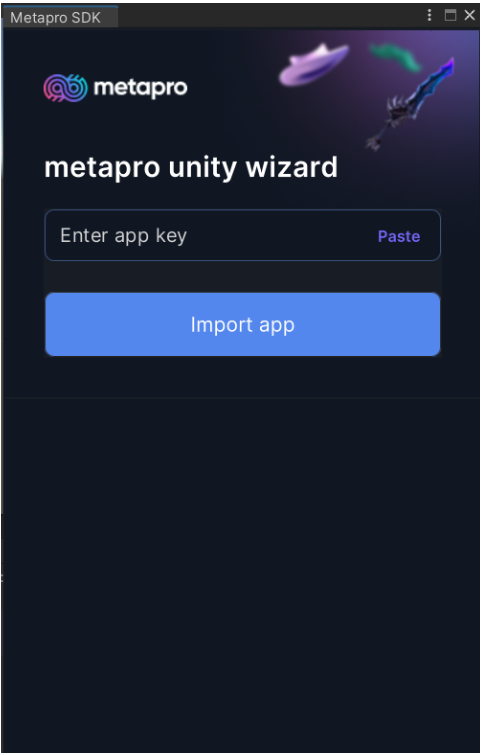 Metapro SDK
metapro
metapro unity wizard
Enter app key Paste
Import app